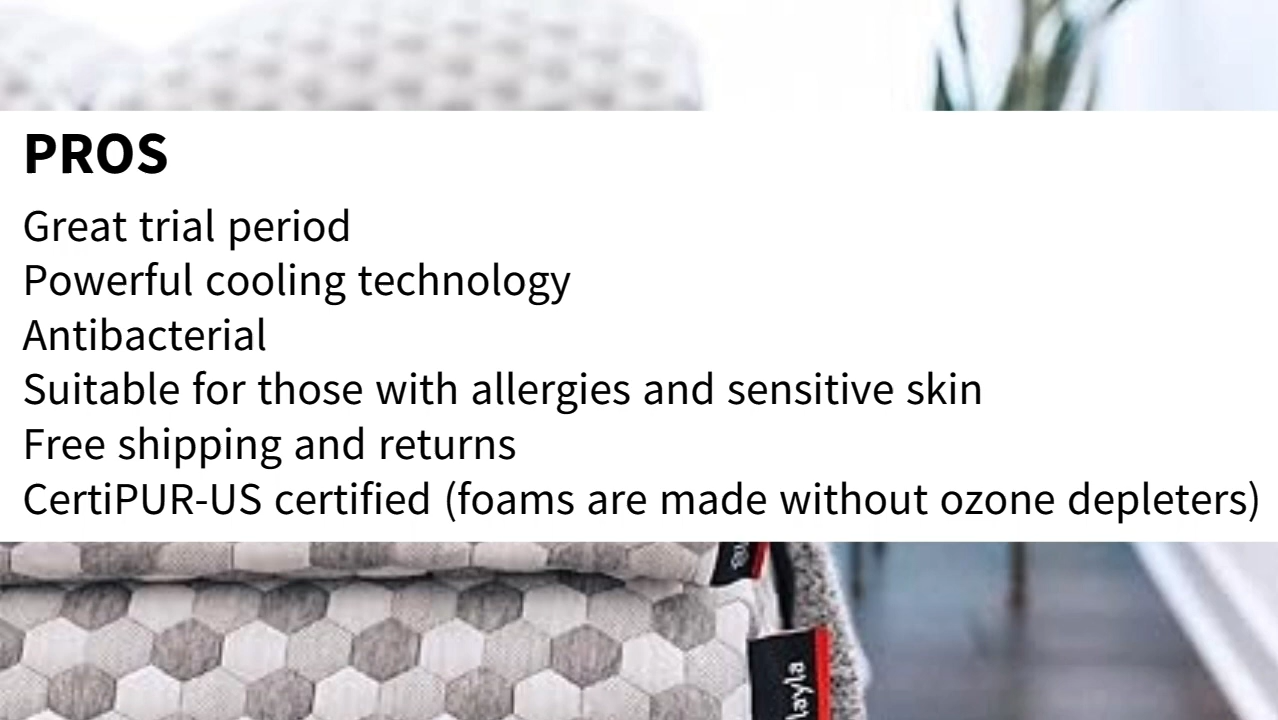 PROS
Great trial period
Powerful cooling technology
Antibacterial
Suitable for those with allergies and sensitive skin
Free shipping and returns
CertiPUR-US certified (foams are made without ozone depleters)
layla